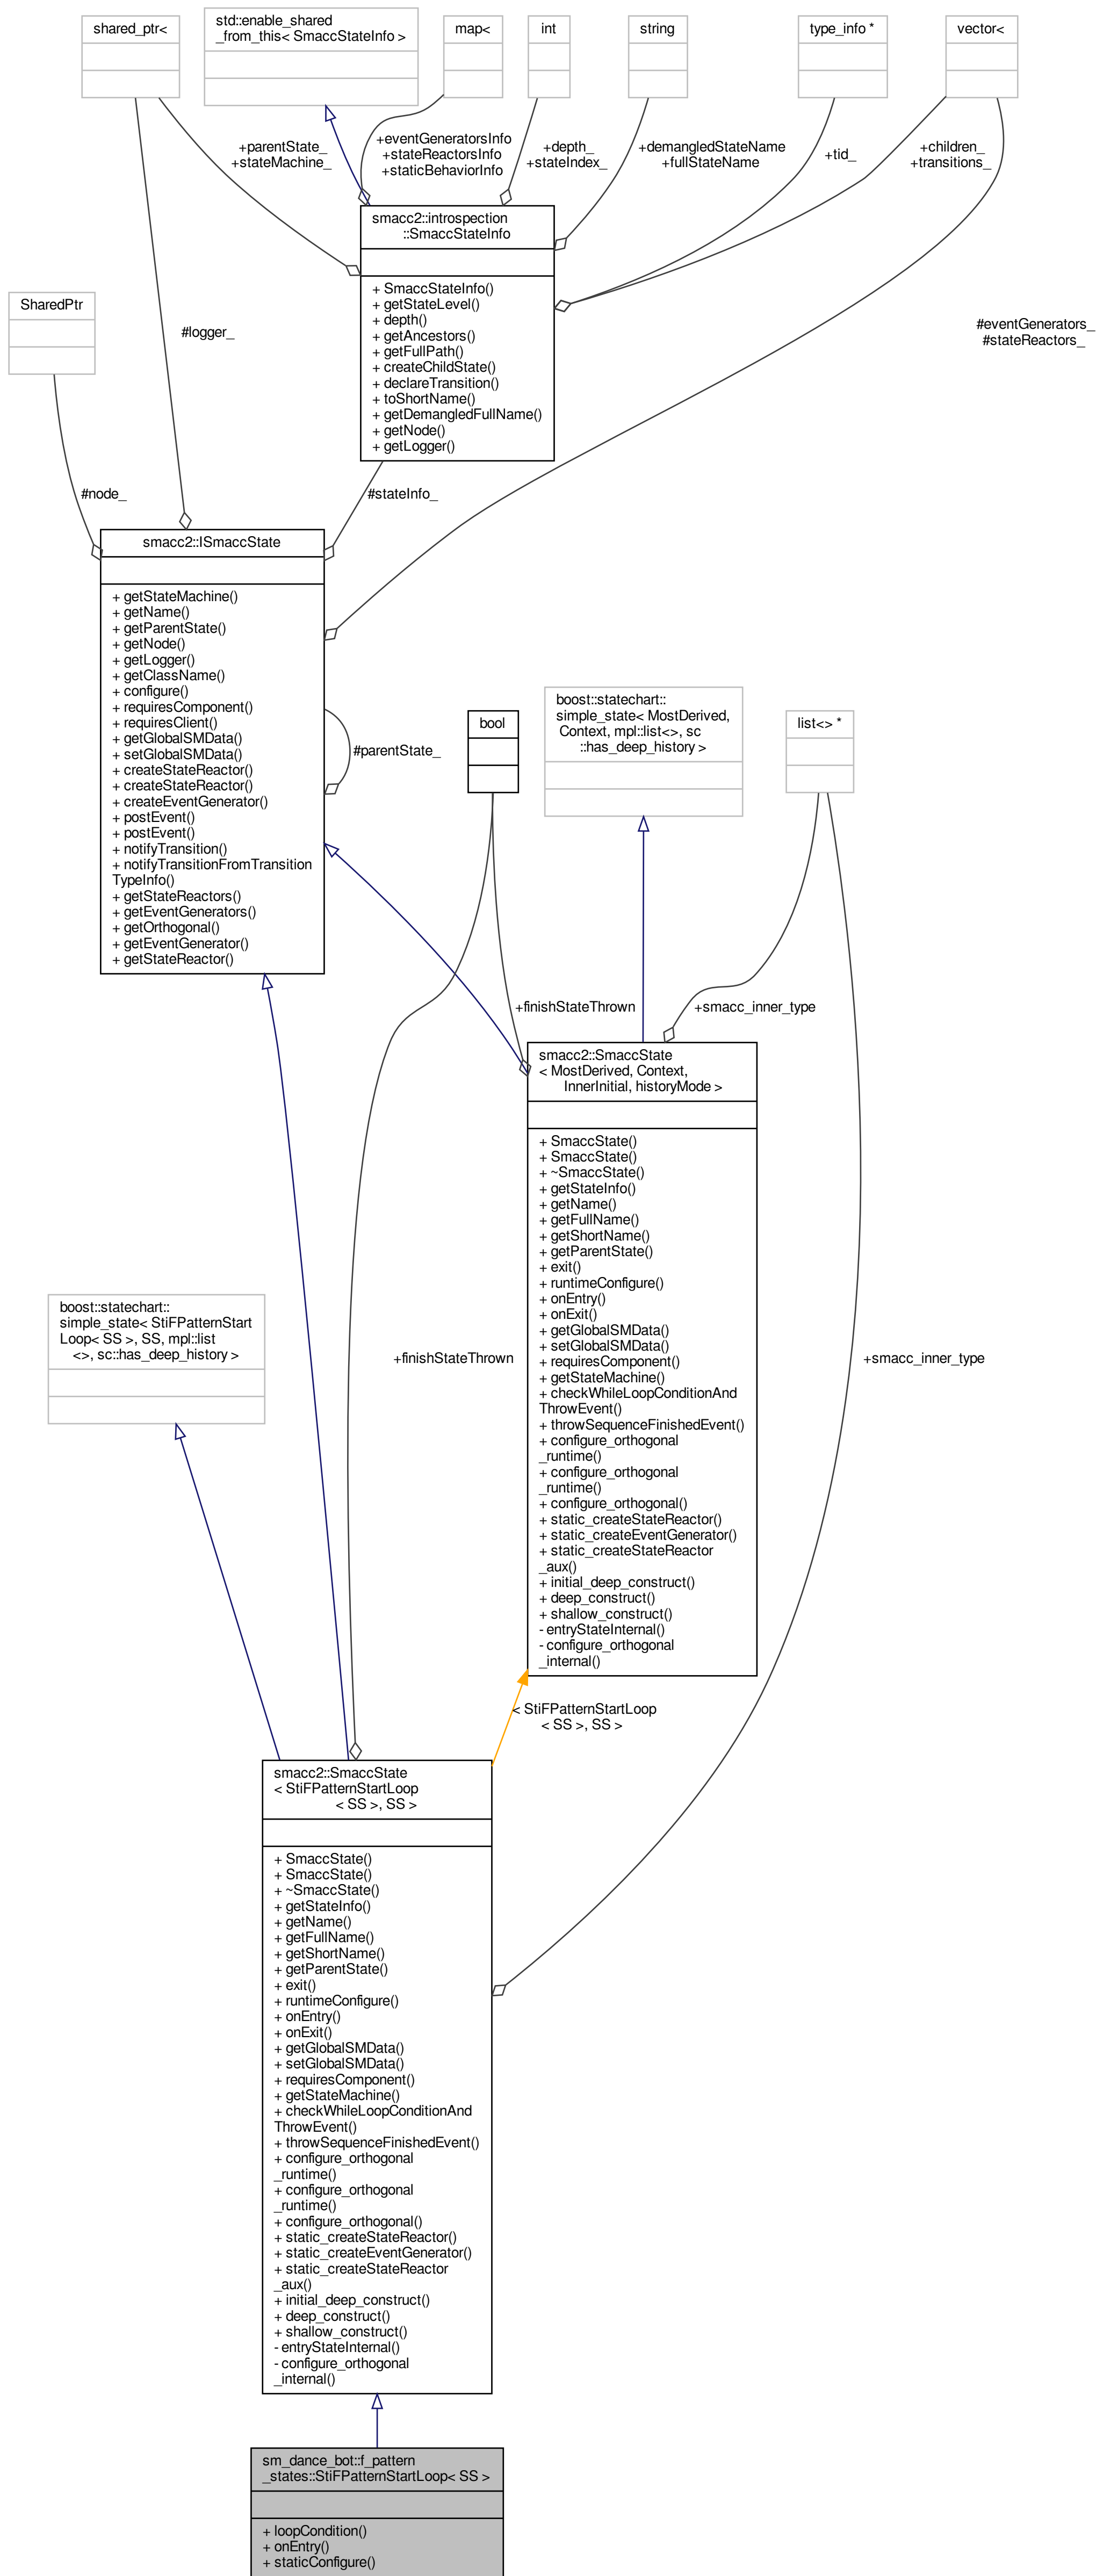 shared_ptr<
std::enable_shared
_from_this< SmaccStateInfo >
map<
int
string
type_info *
vector<
+parentState_
+stateMachine_
+eventGeneratorsInfo
+stateReactorsInfo
+staticBehaviorInfo
+depth_
+stateIndex_
+demangledStateName
+fullStateName
+tid_
+children_
+transitions_
smacc2::introspection
::SmaccStateInfo
+ SmaccStateInfo()
+ getStateLevel()
+ depth()
+ getAncestors()
+ getFullPath()
+ createChildState()
+ declareTransition()
+ toShortName()
+ getDemangledFullName()
+ getNode()
+ getLogger()
SharedPtr
#logger_
#eventGenerators_
#stateReactors_
#node_
#stateInfo_
smacc2::ISmaccState
+ getStateMachine()
+ getName()
+ getParentState()
+ getNode()
+ getLogger()
+ getClassName()
+ configure()
+ requiresComponent()
+ requiresClient()
+ getGlobalSMData()
+ setGlobalSMData()
+ createStateReactor()
+ createStateReactor()
+ createEventGenerator()
+ postEvent()
+ postEvent()
+ notifyTransition()
+ notifyTransitionFromTransition
TypeInfo()
+ getStateReactors()
+ getEventGenerators()
+ getOrthogonal()
+ getEventGenerator()
+ getStateReactor()
#parentState_
bool
boost::statechart::
simple_state< MostDerived,
Context, mpl::list<>, sc
::has_deep_history >
list<> *
+finishStateThrown
+smacc_inner_type
smacc2::SmaccState
< MostDerived, Context,
InnerInitial, historyMode >
+ SmaccState()
+ SmaccState()
+ ~SmaccState()
+ getStateInfo()
+ getName()
+ getFullName()
+ getShortName()
+ getParentState()
+ exit()
+ runtimeConfigure()
+ onEntry()
+ onExit()
+ getGlobalSMData()
+ setGlobalSMData()
+ requiresComponent()
+ getStateMachine()
+ checkWhileLoopConditionAnd
ThrowEvent()
+ throwSequenceFinishedEvent()
+ configure_orthogonal
_runtime()
+ configure_orthogonal
_runtime()
+ configure_orthogonal()
+ static_createStateReactor()
+ static_createEventGenerator()
+ static_createStateReactor
_aux()
+ initial_deep_construct()
+ deep_construct()
+ shallow_construct()
- entryStateInternal()
- configure_orthogonal
_internal()
boost::statechart::
simple_state< StiFPatternStart
Loop< SS >, SS, mpl::list
<>, sc::has_deep_history >
+finishStateThrown
+smacc_inner_type
< StiFPatternStartLoop
< SS >, SS >
smacc2::SmaccState
< StiFPatternStartLoop
< SS >, SS >
+ SmaccState()
+ SmaccState()
+ ~SmaccState()
+ getStateInfo()
+ getName()
+ getFullName()
+ getShortName()
+ getParentState()
+ exit()
+ runtimeConfigure()
+ onEntry()
+ onExit()
+ getGlobalSMData()
+ setGlobalSMData()
+ requiresComponent()
+ getStateMachine()
+ checkWhileLoopConditionAnd
ThrowEvent()
+ throwSequenceFinishedEvent()
+ configure_orthogonal
_runtime()
+ configure_orthogonal
_runtime()
+ configure_orthogonal()
+ static_createStateReactor()
+ static_createEventGenerator()
+ static_createStateReactor
_aux()
+ initial_deep_construct()
+ deep_construct()
+ shallow_construct()
- entryStateInternal()
- configure_orthogonal
_internal()
sm_dance_bot::f_pattern
_states::StiFPatternStartLoop< SS >
+ loopCondition()
+ onEntry()
+ staticConfigure()